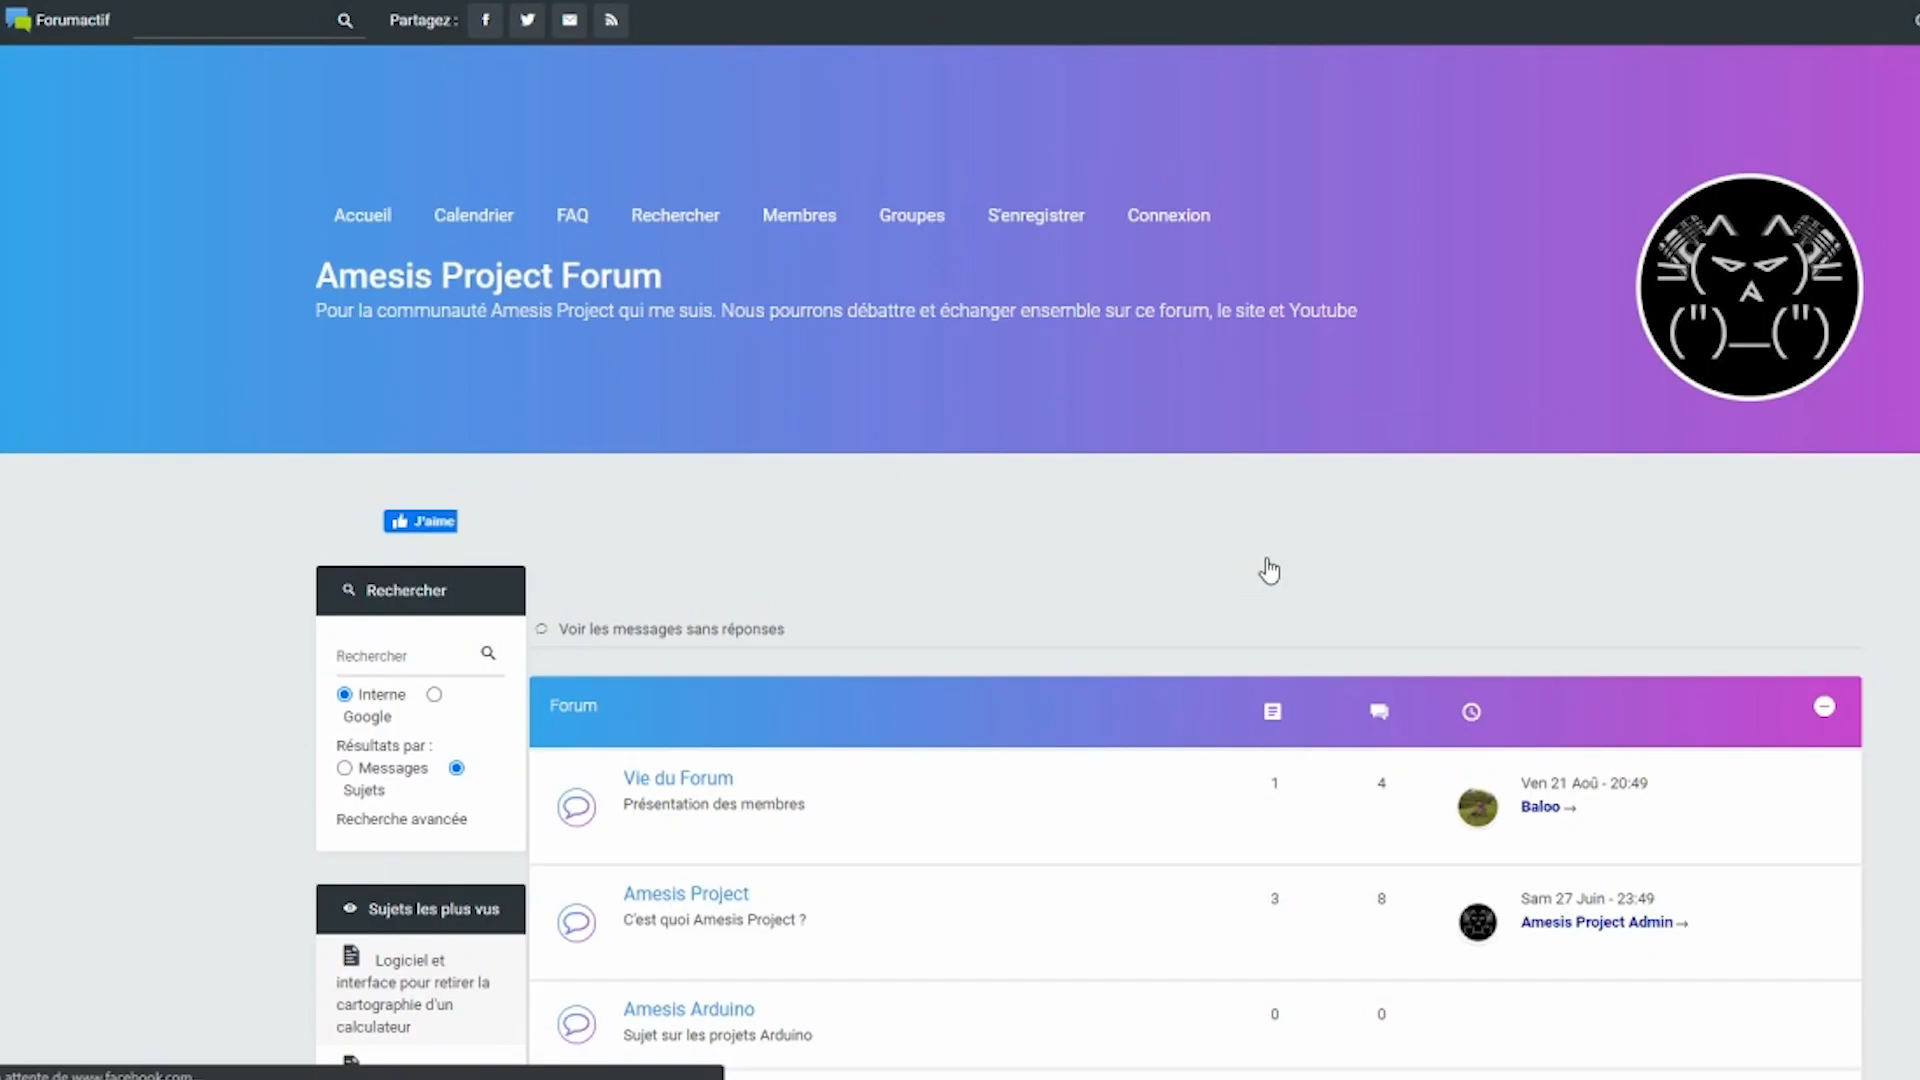 Forumactif
Partagez :
Accueil
Calendrier
FAQ
Rechercher
Membres
Groupes
S'enregistrer
Connexion
Amesis Project Forum
Pour la communauté Amesis Project qui me suis. Nous pourrons débattre et échanger ensemble sur ce forum, le site et Youtube
J'aime
Rechercher
Rechercher
Interne
Google
Résultats par :
Messages
Sujets
Recherche avancée
Sujets les plus vus
Logiciel et
interface pour retirer la
cartographie d'un
calculateur
Voir les messages sans réponses
Forum
Vie du Forum
Présentation des membres
1
4
Ven 21 Aoû - 20:49
Baloo →
Amesis Project
C'est quoi Amesis Project ?
3
8
Sam 27 Juin - 23:49
Amesis Project Admin →
Amesis Arduino
Sujet sur les projets Arduino
0
0
attente de www.facebook.com...